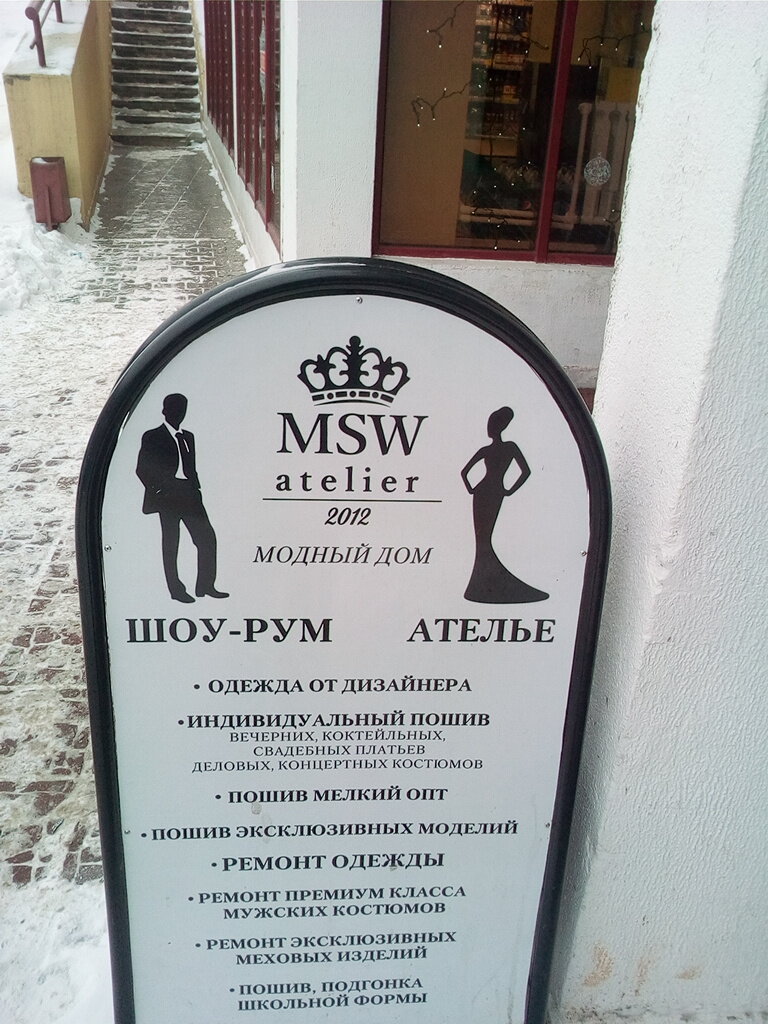 MSW
atelier
2012
МОДНЫЙ ДОМ
ШОУ-РУМ АТЕЛЬЕ
• ОДЕЖДА ОТ ДИЗАЙНЕРА
• ИНДИВИДУАЛЬНЫЙ ПОШИВ
ВЕЧЕРНИХ, КОКТЕЙЛЬНЫХ,
СВАДЕБНЫХ ПЛАТЬЕВ
ДЕЛОВЫХ, КОНЦЕРТНЫХ КОСТЮМОВ
• ПОШИВ МЕЛКИЙ ОПТ
• ПОШИВ ЭКСКЛЮЗИВНЫХ МОДЕЛИЙ
• РЕМОНТ ОДЕЖДЫ
• РЕМОНТ ПРЕМИУМ КЛАССА
МУЖСКИХ КОСТЮМОВ
• РЕМОНТ ЭКСКЛЮЗИВНЫХ
МЕХОВЫХ ИЗДЕЛИЙ
• ПОШИВ, ПОДГОНКА
ШКОЛЬНОЙ ФОРМЫ